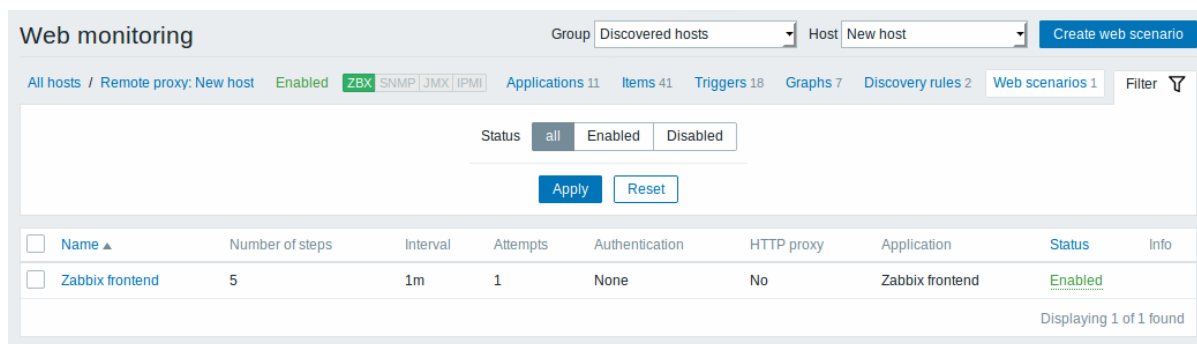 Web monitoring Group Discovered hosts Host New host Create web scenario
All hosts / Remote proxy: New host Enabled ZBX SNMP JMX IPMI Applications 11 Items 41 Triggers 18 Graphs 7 Discovery rules 2 Web scenarios 1 Filter
Status all Enabled Disabled
Apply Reset
Name Number of steps Interval Attempts Authentication HTTP proxy Application Status Info
Zabbix frontend 5 1m 1 None No Zabbix frontend Enabled
Displaying 1 of 1 found